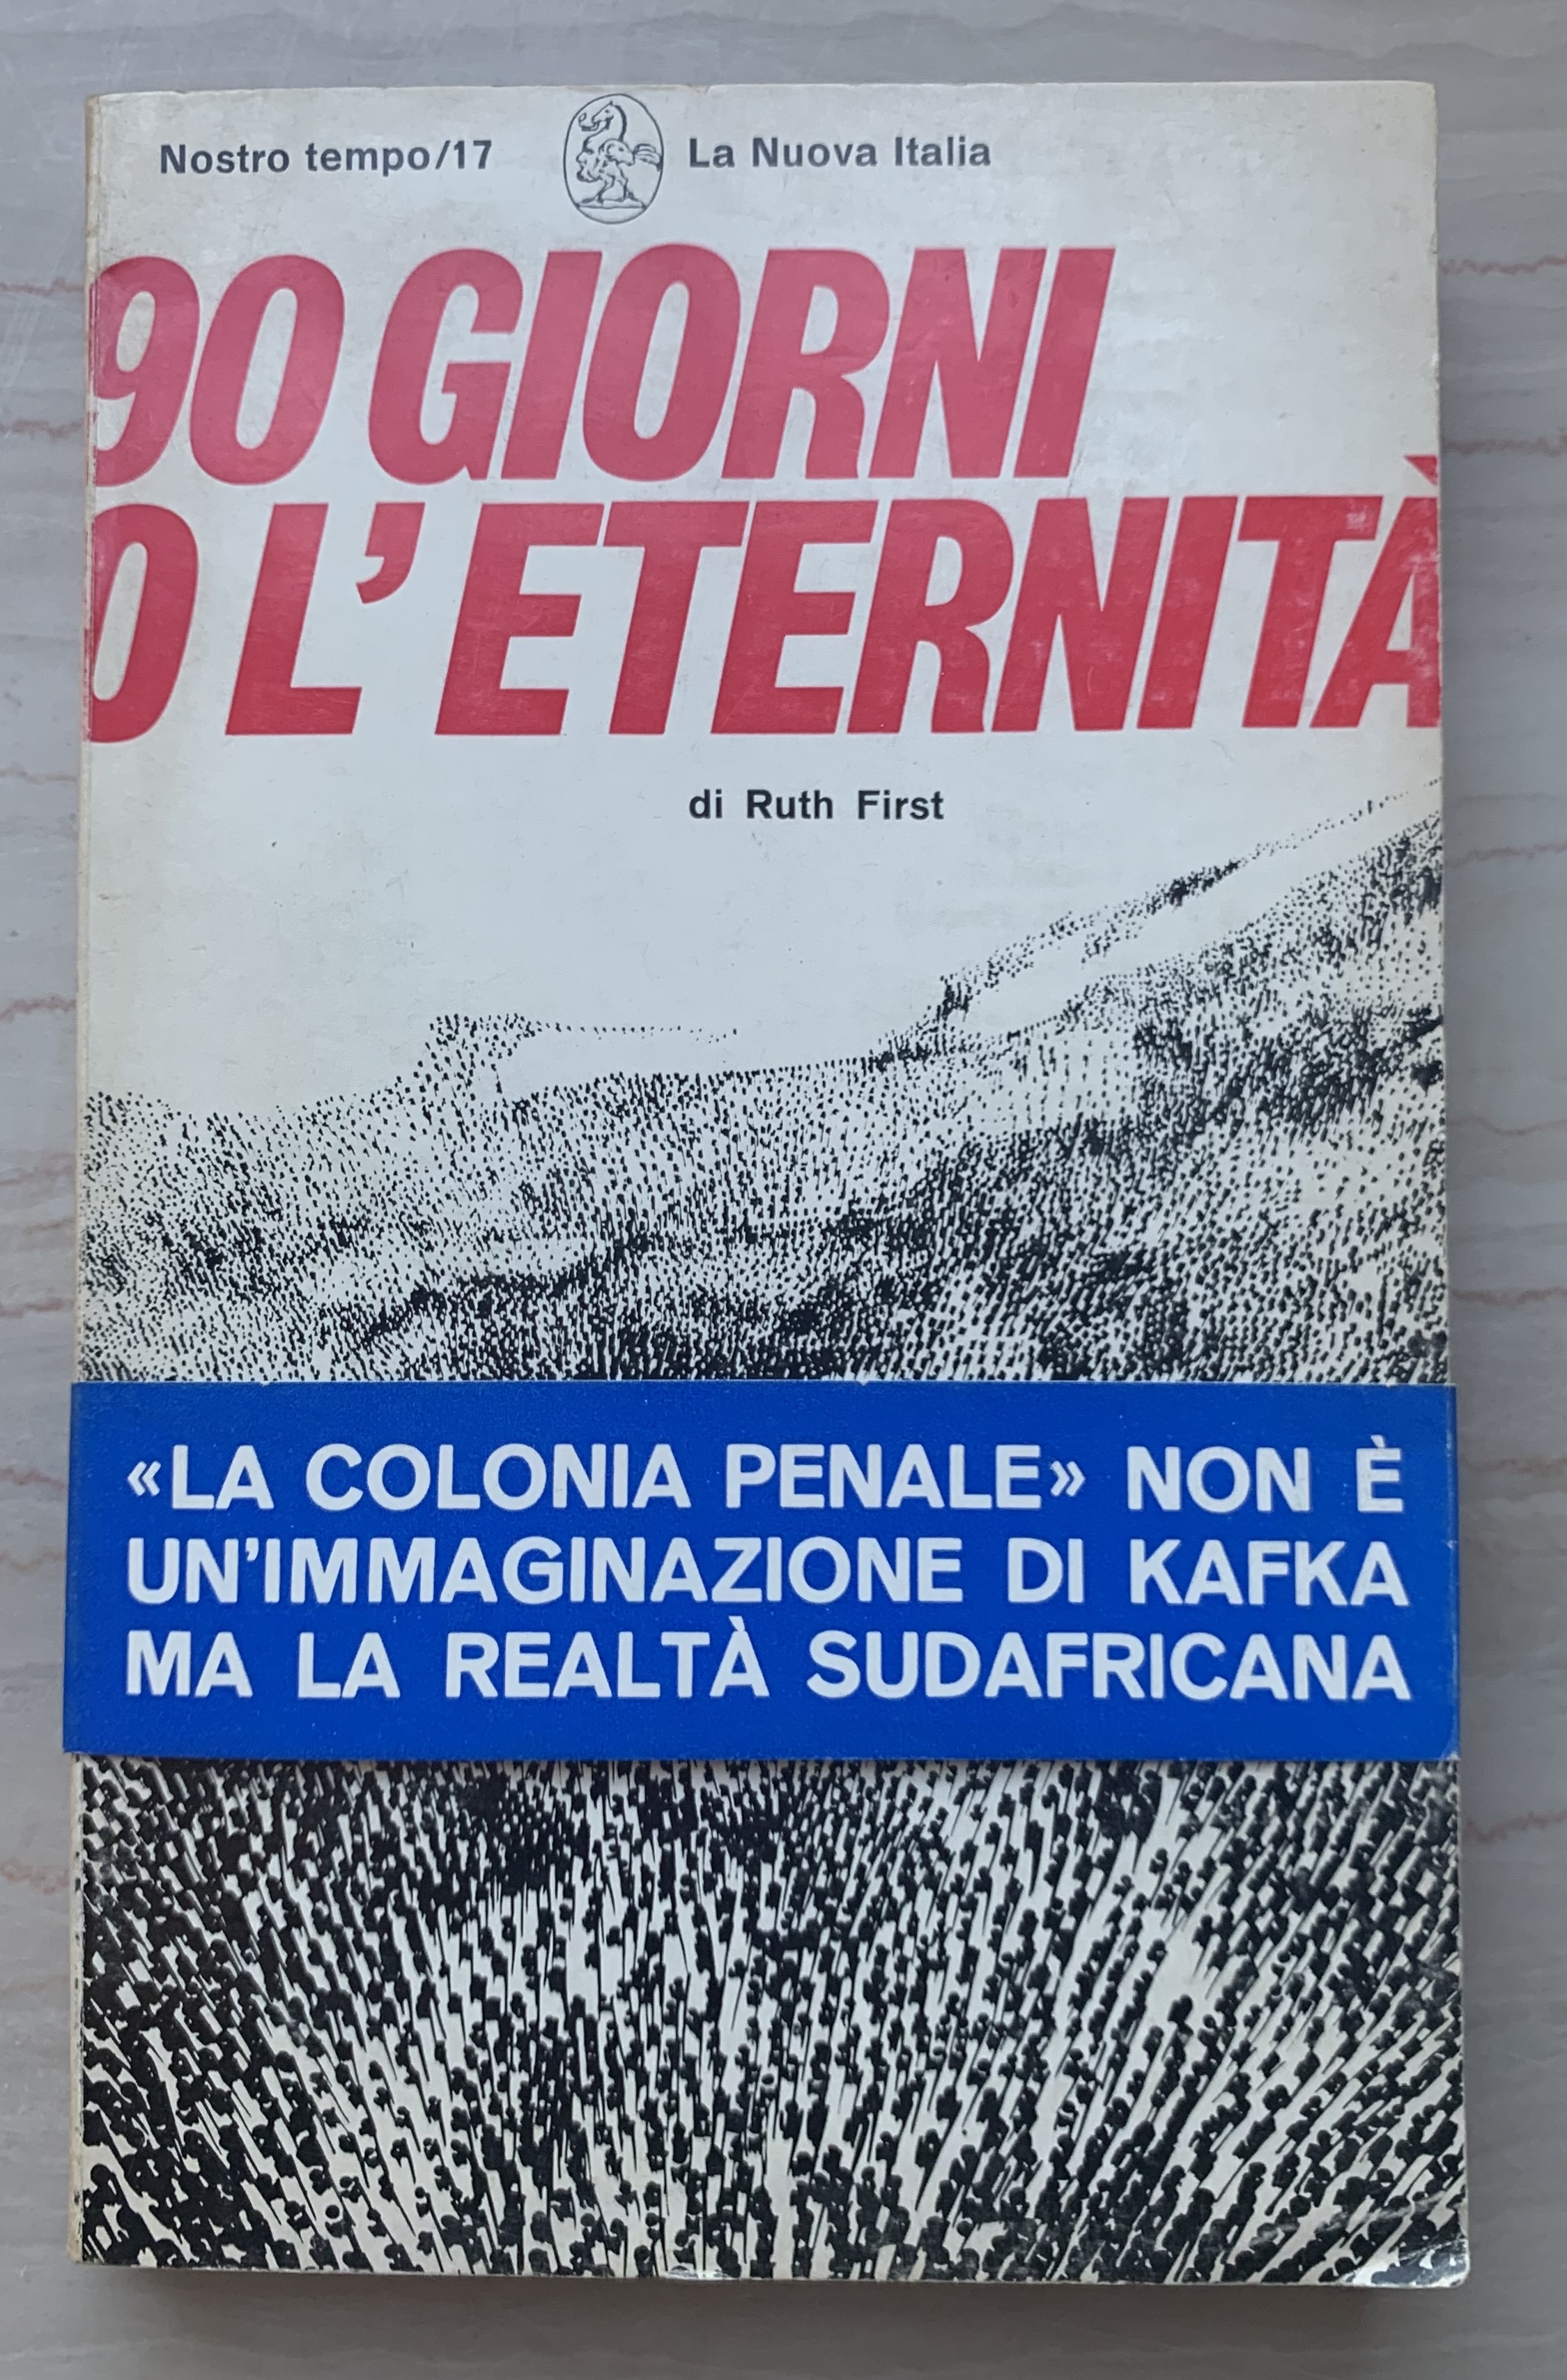 Nostro tempo/17 La Nuova Italia
90 GIORNI
O L'ETERNITÀ
di Ruth First
«LA COLONIA PENALE» NON È
UN'IMMAGINAZIONE DI KAFKA
MA LA REALTÀ SUDAFRICANA